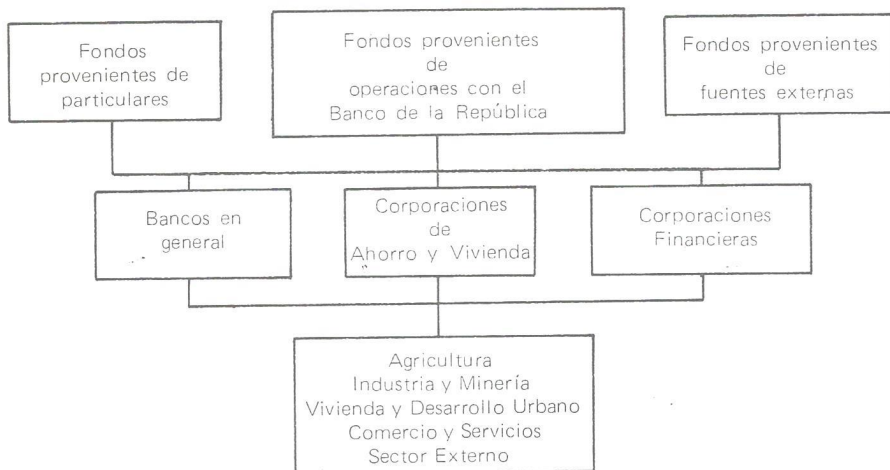 Fondos
provenientes de
particulares
Fondos provenientes
de
operaciones con el
Banco de la República
Fondos provenientes
de
fuentes externas
Bancos en
general
Corporaciones
de
Ahorro y Vivienda
Corporaciones
Financieras
Agricultura
Industria y Minería
Vivienda y Desarrollo Urbano
Comercio y Servicios
Sector Externo